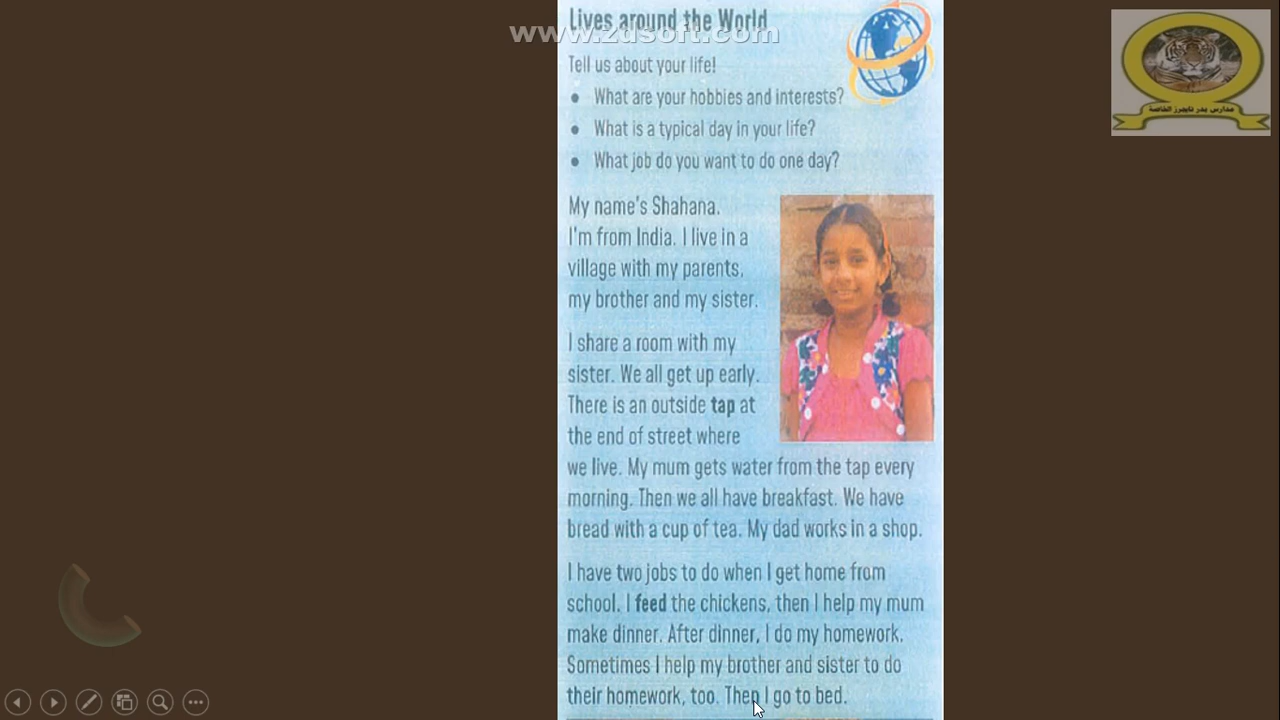 Lives around the World
www.zdsoft.com
Tell us about your life!
• What are your hobbies and interests?
• What is a typical day in your life?
• What job do you want to do one day?
My name's Shahana.
I'm from India. I live in a
village with my parents,
my brother and my sister.
I share a room with my
sister. We all get up early.
There is an outside tap at
the end of street where
we live. My mum gets water from the tap every
morning. Then we all have breakfast. We have
bread with a cup of tea. My dad works in a shop.
I have two jobs to do when I get home from
school. I feed the chickens, then I help my mum
make dinner. After dinner, I do my homework.
Sometimes I help my brother and sister to do
their homework, too. Then I go to bed.
مدارس بدر تايجرز الخاصة